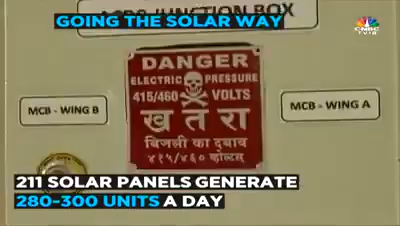 GOING THE SOLAR WAY
JUNCTION BOX
CNBC
TV18
DANGER
ELECTRIC PRESSURE
415/460 VOLTS
MCB - WING B
MCB - WING A
ख त रा
बिजली का दबाव
४१५/४६० व्होल्टस्
211 SOLAR PANELS GENERATE
280-300 UNITS A DAY